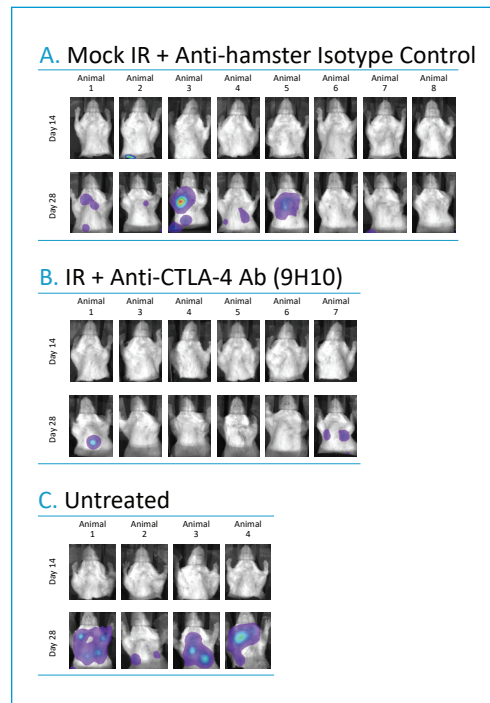 A. Mock IR + Anti-hamster Isotype Control
Animal 1 Animal 2 Animal 3 Animal 4 Animal 5 Animal 6 Animal 7 Animal 8
Day 14
Day 28
B. IR + Anti-CTLA-4 Ab (9H10)
Animal 1 Animal 3 Animal 4 Animal 5 Animal 6 Animal 7
Day 14
Day 28
C. Untreated
Animal 1 Animal 2 Animal 3 Animal 4
Day 14
Day 28